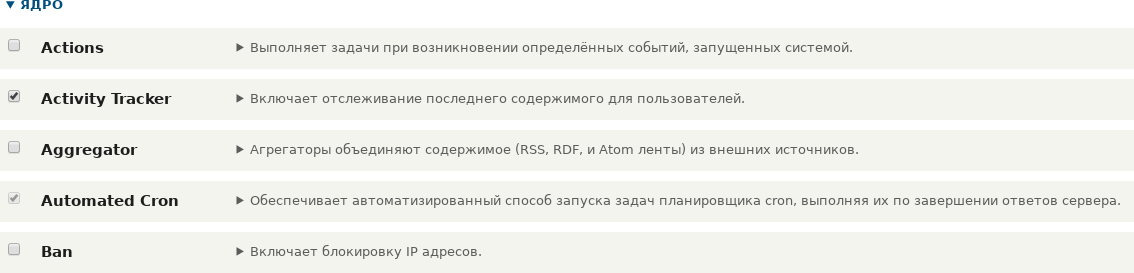 ЯДРО
Actions Выполняет задачи при возникновении определённых событий, запущенных системой.
Activity Tracker Включает отслеживание последнего содержимого для пользователей.
Aggregator Агрегаторы объединяют содержимое (RSS, RDF, и Atom ленты) из внешних источников.
Automated Cron Обеспечивает автоматизированный способ запуска задач планировщика cron, выполняя их по завершении ответов сервера.
Ban Включает блокировку IP адресов.